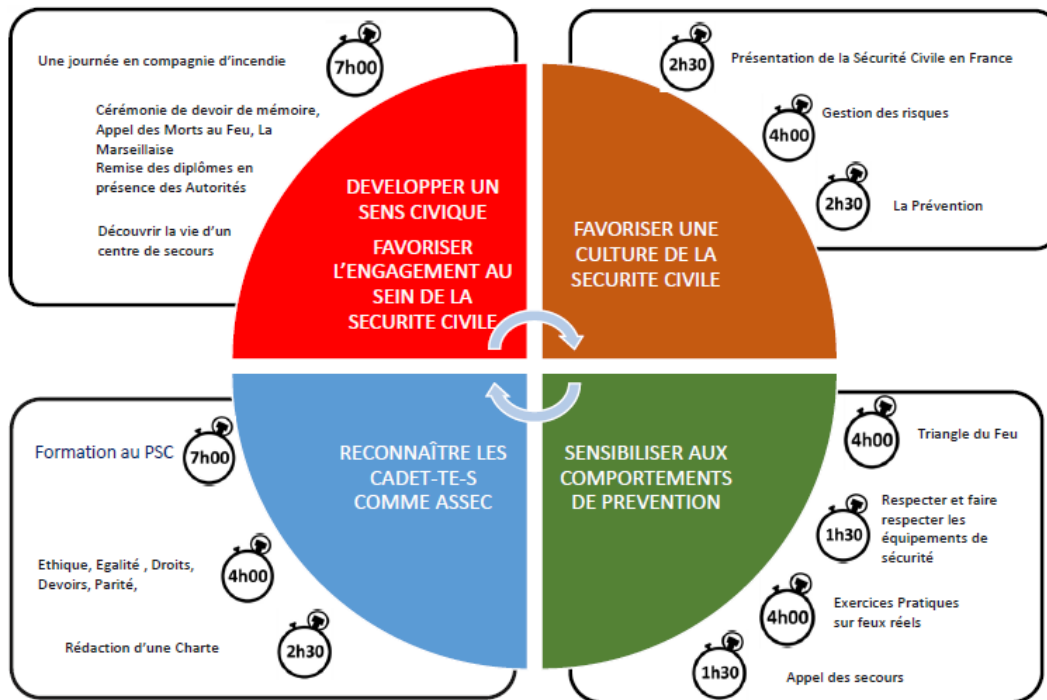 Une journée en compagnie d'incendie
7h00
Cérémonie de devoir de mémoire,
Appel des Morts au Feu, La
Marseillaise
Remise des diplômes en
présence des Autorités
Découvrir la vie d'un
centre de secours
DEVELOPPER UN
SENS CIVIQUE
FAVORISER
L'ENGAGEMENT AU
SEIN DE LA
SECURITE CIVILE
2h30
Présentation de la Sécurité Civile en France
4h00
Gestion des risques
2h30
La Prévention
FAVORISER UNE
CULTURE DE LA
SECURITE CIVILE
Formation au PSC
7h00
Ethique, Egalité , Droits,
Devoirs, Parité,
4h00
Rédaction d'une Charte
2h30
RECONNAÎTRE LES
CADET-TE-S
COMME ASSEC
SENSIBILISER AUX
COMPORTEMENTS
DE PREVENTION
4h00
Triangle du Feu
1h30
Respecter et faire
respecter les
équipements de
sécurité
4h00
Exercices Pratiques
sur feux réels
1h30
Appel des secours